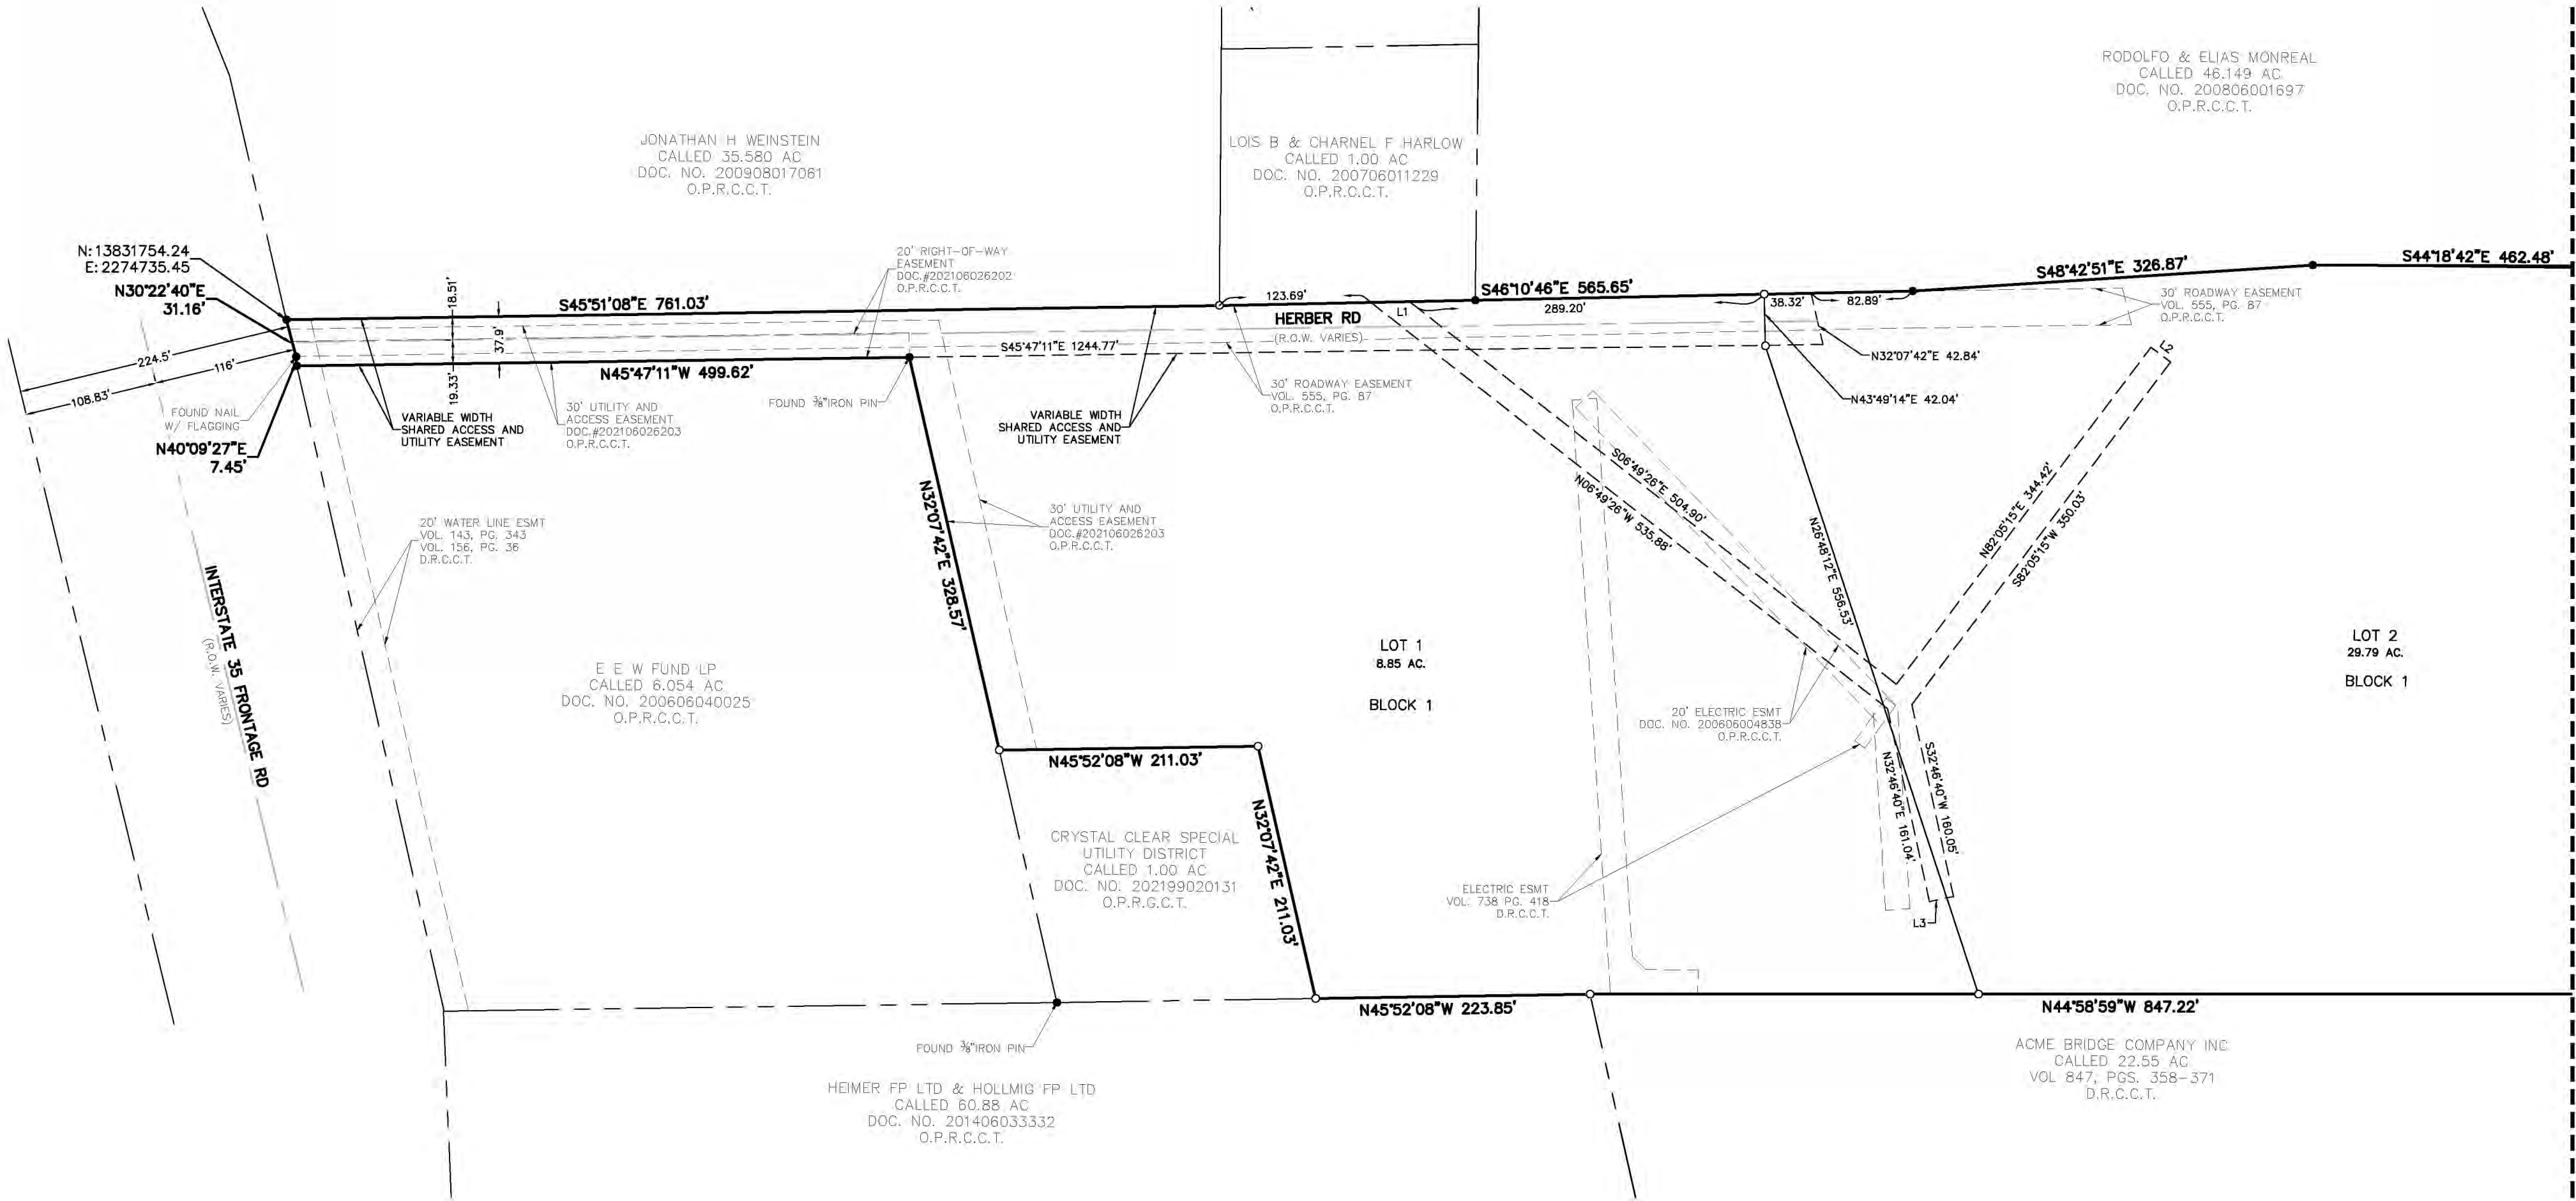 RODOLFO & ELIAS MONREAL
CALLED 46.149 AC
DOC. NO. 200806001697
O.P.R.C.C.T.
JONATHAN H WEINSTEIN
CALLED 35.580 AC
DOC. NO. 200908017061
O.P.R.C.C.T.
LOIS B & CHARNEL F HARLOW
CALLED 1.00 AC
DOC. NO. 200706011229
O.P.R.C.C.T.
N: 13831754.24
E: 2274735.45
N30°22'40"E
31.16'
20' RIGHT-OF-WAY
EASEMENT
DOC.#202106026202
O.P.R.C.C.T.
S45°51'08"E 761.03'
18.51'
37.9'
19.33'
123.69'
L1
S46°10'46"E 565.65'
289.20'
38.32'
82.89'
S48°42'51"E 326.87'
S44°18'42"E 462.48'
30' ROADWAY EASEMENT
VOL. 555, PG. 87
O.P.R.C.C.T.
HERBER RD
(R.O.W. VARIES)
S45°47'11"E 1244.77'
224.5'
116'
108.83'
N45°47'11"W 499.62'
N32°07'42"E 42.84'
N43°49'14"E 42.04'
L2
FOUND NAIL
W/ FLAGGING
N40°09'27"E
7.45'
VARIABLE WIDTH
SHARED ACCESS AND
UTILITY EASEMENT
30' UTILITY AND
ACCESS EASEMENT
DOC.#202106026203
O.P.R.C.C.T.
FOUND ⅜" IRON PIN
VARIABLE WIDTH
SHARED ACCESS AND
UTILITY EASEMENT
30' ROADWAY EASEMENT
VOL. 555, PG. 87
O.P.R.C.C.T.
S06°49'26"E 504.90'
N06°49'26"W 535.88'
N82°05'15"E 344.42'
S82°05'15"W 350.03'
N26°48'12"E 556.53'
20' WATER LINE ESMT
VOL. 143, PG. 343
VOL. 156, PG. 36
D.R.C.C.T.
N32°07'42"E 328.57'
30' UTILITY AND
ACCESS EASEMENT
DOC.#202106026203
O.P.R.C.C.T.
INTERSTATE 35 FRONTAGE RD
(R.O.W. VARIES)
E E W FUND LP
CALLED 6.054 AC
DOC. NO. 200606040025
O.P.R.C.C.T.
LOT 1
8.85 AC.
BLOCK 1
LOT 2
29.79 AC.
BLOCK 1
20' ELECTRIC ESMT
DOC. NO. 200606004838
O.P.R.C.C.T.
N45°52'08"W 211.03'
N32°07'42"E 211.03'
N32°46'40"E 161.04'
S32°46'40"W 160.05'
CRYSTAL CLEAR SPECIAL
UTILITY DISTRICT
CALLED 1.00 AC
DOC. NO. 202199020131
O.P.R.G.C.T.
ELECTRIC ESMT
VOL. 738 PG. 418
D.R.C.C.T.
L3
N45°52'08"W 223.85'
N44°58'59"W 847.22'
FOUND ⅜" IRON PIN
HEIMER FP LTD & HOLLMIG FP LTD
CALLED 60.88 AC
DOC. NO. 201406033332
O.P.R.C.C.T.
ACME BRIDGE COMPANY INC
CALLED 22.55 AC
VOL 847, PGS. 358-371
D.R.C.C.T.